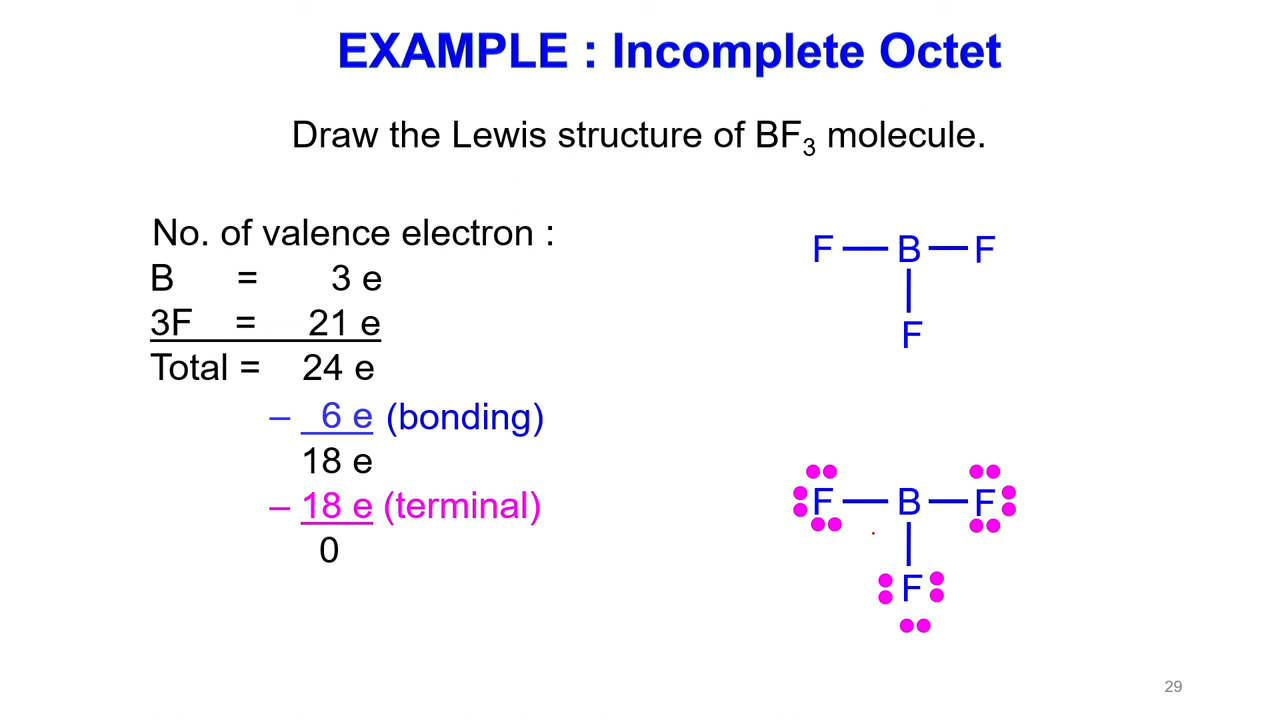 EXAMPLE : Incomplete Octet
Draw the Lewis structure of BF₃ molecule.
No. of valence electron :
B = 3 e
3F = 21 e
Total = 24 e
– 6 e (bonding)
18 e
– 18 e (terminal)
0
F — B — F
F
F — B — F
F
29